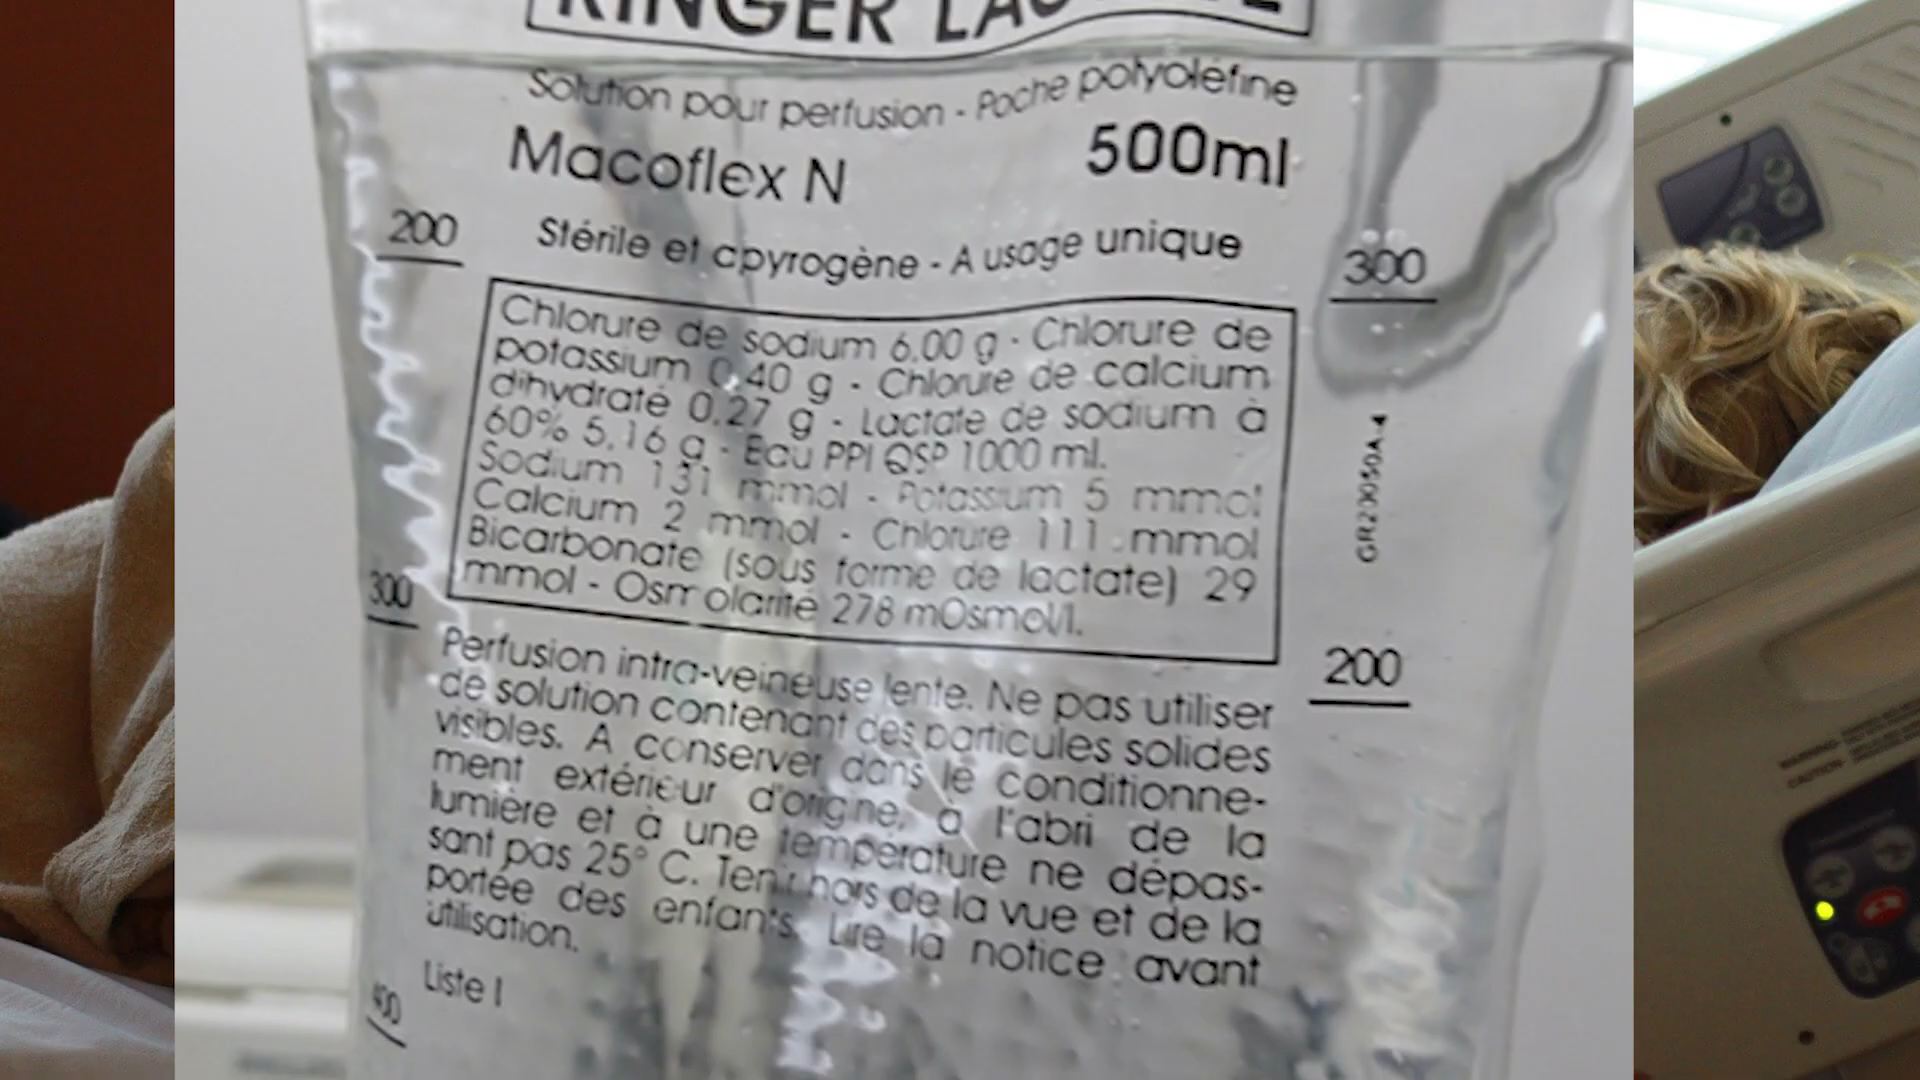 RINGER LACTATE
Solution pour perfusion - Poche polyoléfine
Macoflex N 500ml
Stérile et apyrogène - A usage unique
200
300
Chlorure de sodium 6,00 g - Chlorure de
potassium 0,40 g - Chlorure de calcium
dihydraté 0,27 g - Lactate de sodium à
60% 5,16 g - Eau PPI QSP 1000 ml.
Sodium 131 mmol - Potassium 5 mmol
Calcium 2 mmol - Chlorure 111 mmol
Bicarbonate (sous forme de lactate) 29
mmol - Osmolarité 278 mOsmol/l.
GR20050A-4
300
200
Perfusion intra-veineuse lente. Ne pas utiliser
de solution contenant des particules solides
visibles. A conserver dans le conditionne-
ment extérieur d'origine, à l'abri de la
lumière et à une température ne dépas-
sant pas 25° C. Tenir hors de la vue et de la
portée des enfants. Lire la notice avant
utilisation.
Liste I
400
WARNING:
CAUTION: